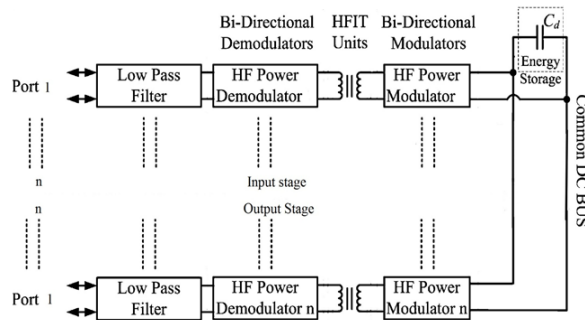 Bi-Directional HFIT Bi-Directional
Demodulators Units Modulators
C_d
Energy
Storage
Port 1
Low Pass
Filter
HF Power
Demodulator
HF Power
Modulator
Common DC BUS
n
Input stage
n
Output Stage
Port 1
Low Pass
Filter
HF Power
Demodulator n
HF Power
Modulator n